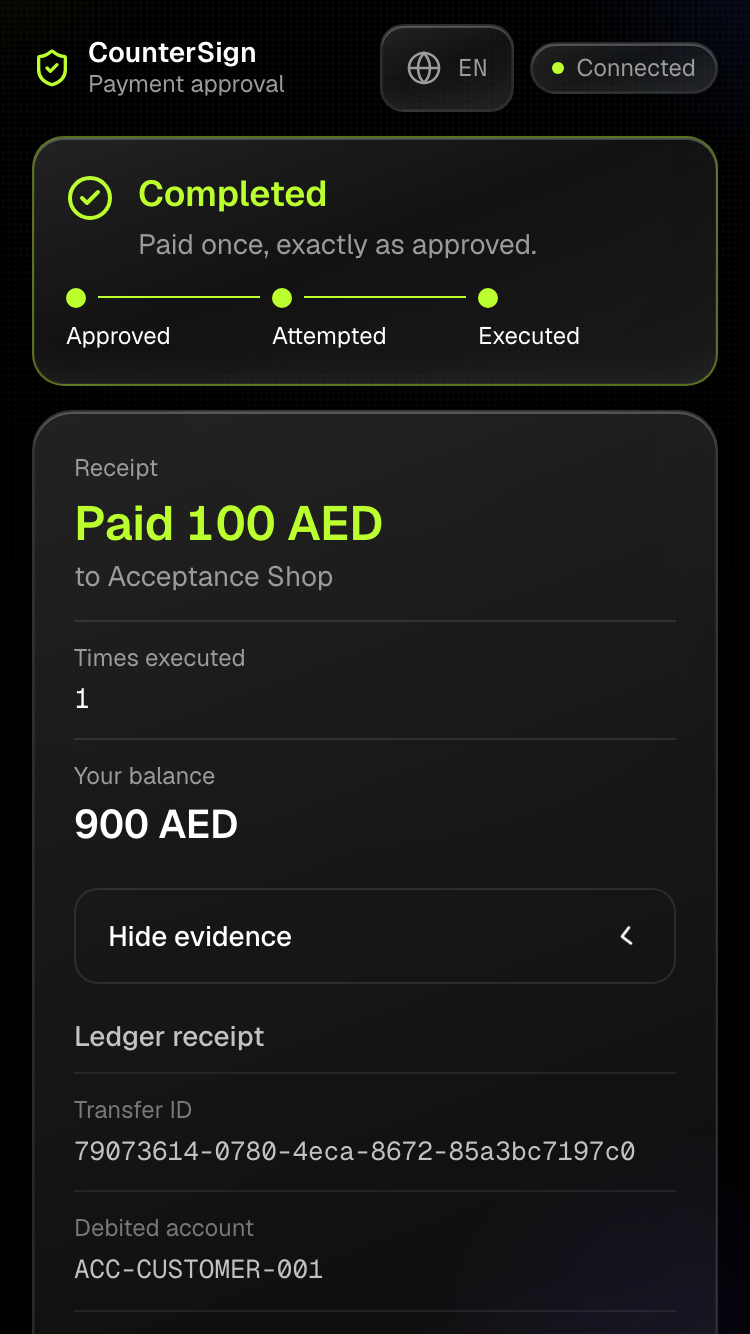 CounterSign
Payment approval
EN
Connected
Completed
Paid once, exactly as approved.
Approved
Attempted
Executed
Receipt
Paid 100 AED
to Acceptance Shop
Times executed
1
Your balance
900 AED
Hide evidence
Ledger receipt
Transfer ID
79073614-0780-4eca-8672-85a3bc7197c0
Debited account
ACC-CUSTOMER-001